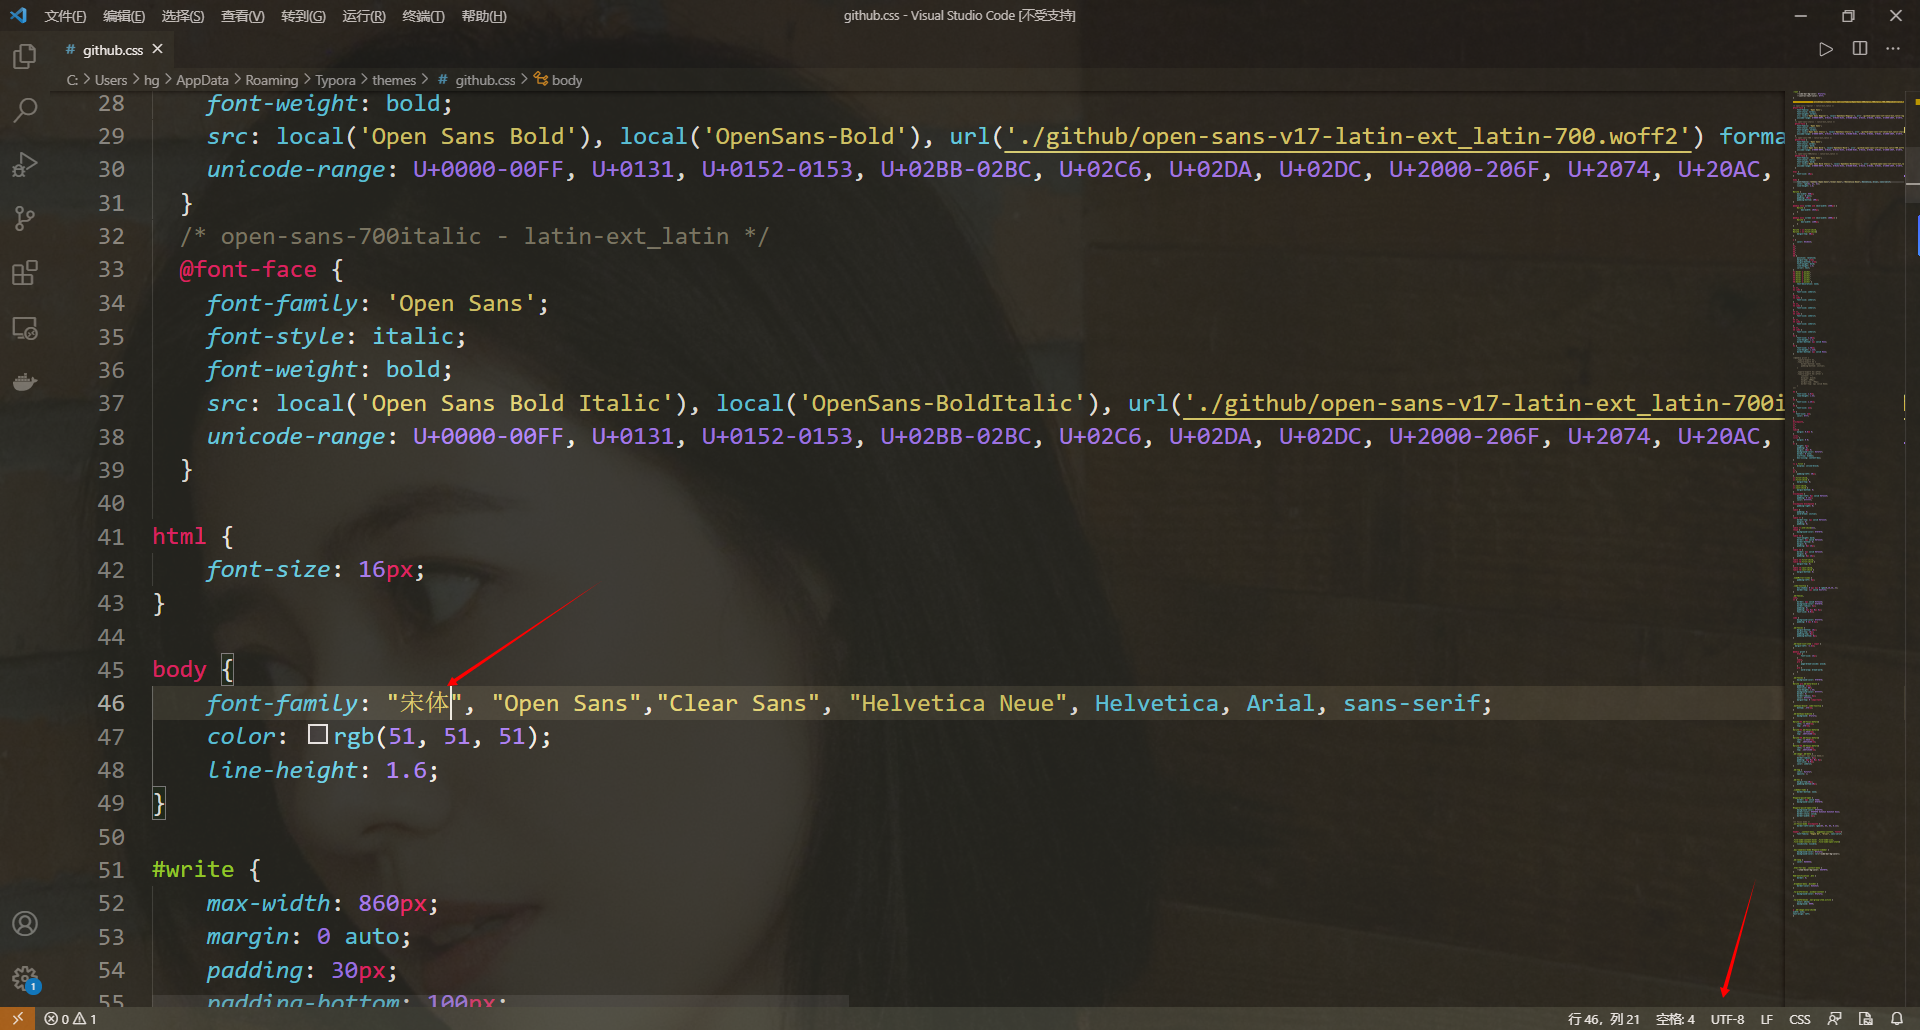 文件(F) 编辑(E) 选择(S) 查看(V) 转到(G) 运行(R) 终端(T) 帮助(H) github.css - Visual Studio Code [不受支持]
# github.css
C: > Users > hg > AppData > Roaming > Typora > themes > # github.css > body
28 font-weight: bold;
29 src: local('Open Sans Bold'), local('OpenSans-Bold'), url('./github/open-sans-v17-latin-ext_latin-700.woff2') forma
30 unicode-range: U+0000-00FF, U+0131, U+0152-0153, U+02BB-02BC, U+02C6, U+02DA, U+02DC, U+2000-206F, U+2074, U+20AC,
31 }
32 /* open-sans-700italic - latin-ext_latin */
33 @font-face {
34 font-family: 'Open Sans';
35 font-style: italic;
36 font-weight: bold;
37 src: local('Open Sans Bold Italic'), local('OpenSans-BoldItalic'), url('./github/open-sans-v17-latin-ext_latin-700i
38 unicode-range: U+0000-00FF, U+0131, U+0152-0153, U+02BB-02BC, U+02C6, U+02DA, U+02DC, U+2000-206F, U+2074, U+20AC,
39 }
40
41 html {
42 font-size: 16px;
43 }
44
45 body {
46 font-family: "宋体", "Open Sans","Clear Sans", "Helvetica Neue", Helvetica, Arial, sans-serif;
47 color: rgb(51, 51, 51);
48 line-height: 1.6;
49 }
50
51 #write {
52 max-width: 860px;
53 margin: 0 auto;
54 padding: 30px;
55 padding-bottom: 100px;
1
0 1 行 46, 列 21 空格: 4 UTF-8 LF CSS